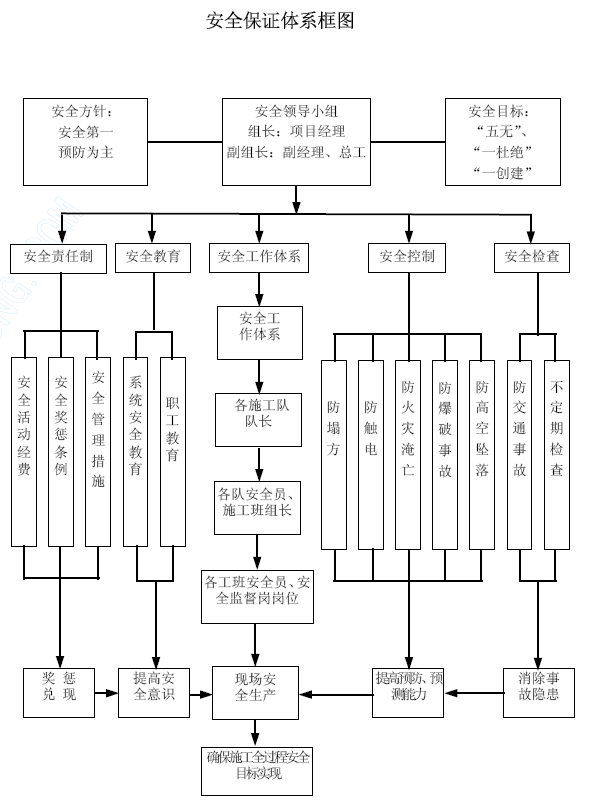 安全保证体系框图
安全方针：
安全第一
预防为主
安全领导小组
组长：项目经理
副组长：副经理、总工
安全目标：
“五无”、
“一杜绝”
“一创建”
安全责任制
安全教育
安全工作体系
安全控制
安全检查
安全工
作体系
各施工队
队长
各队安全员、
施工班组长
各工班安全员、安
全监督岗岗位
安全活动经费
安全奖惩条例
安全管理措施
系统安全教育
职工教育
防塌方
防触电
防火灾淹亡
防爆破事故
防高空坠落
防交通事故
不定期检查
奖 惩
兑 现
提高安
全意识
现场安
全生产
提高预防、预
测能力
消除事
故隐患
确保施工全过程安全
目标实现